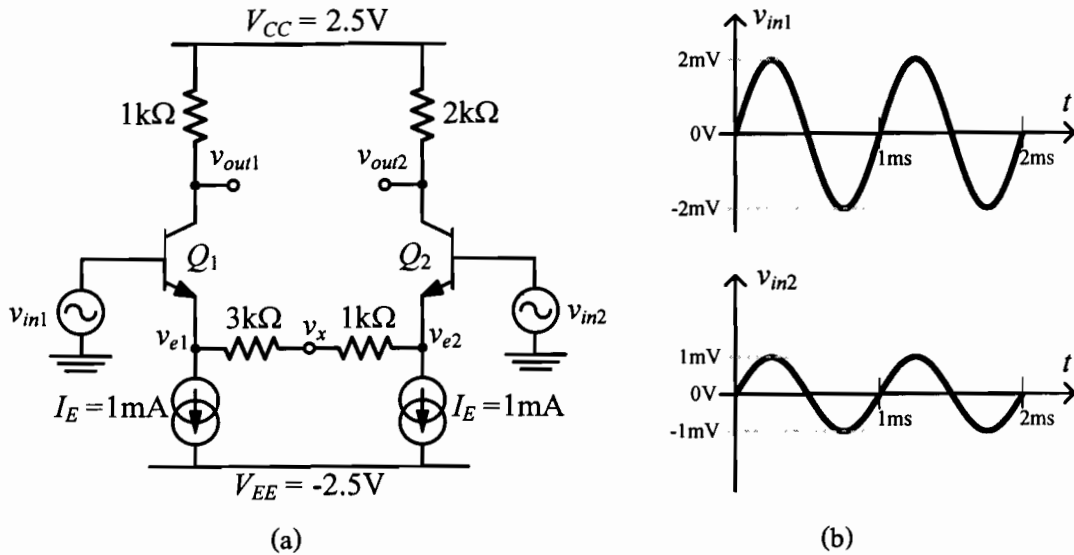 V_CC = 2.5V
1kΩ
2kΩ
v_out1
v_out2
Q_1
Q_2
v_in1
v_in2
3kΩ
v_x
1kΩ
v_e1
v_e2
I_E =1mA
I_E =1mA
V_EE = -2.5V
(a)
v_in1
2mV
t
0V
1ms
2ms
-2mV
v_in2
1mV
t
0V
1ms
2ms
-1mV
(b)